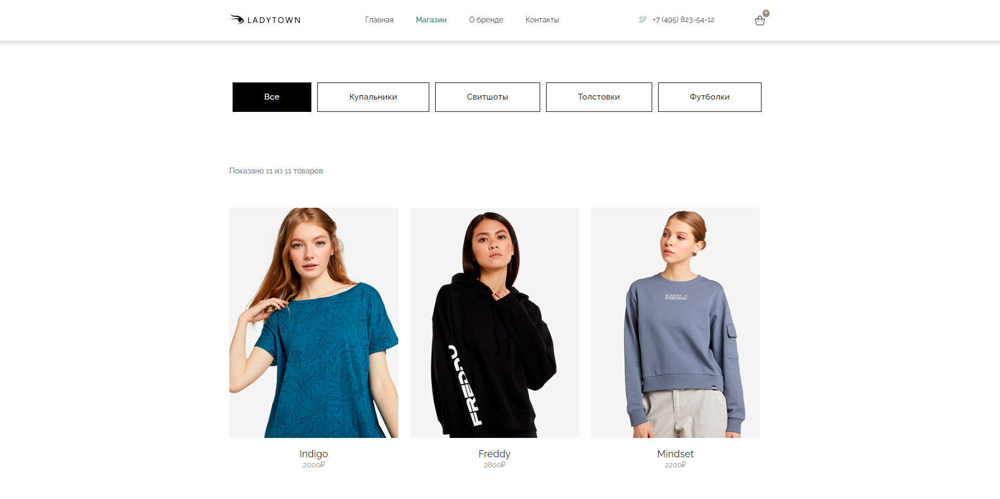 LADYTOWN
Главная Магазин О бренде Контакты
+7 (495) 823-54-12
0
Все Купальники Свитшоты Толстовки Футболки
Показано 11 из 11 товаров
FREDDY
MINDSET IS
EVERYTHING
Indigo Freddy Mindset
2000₽ 2800₽ 2200₽